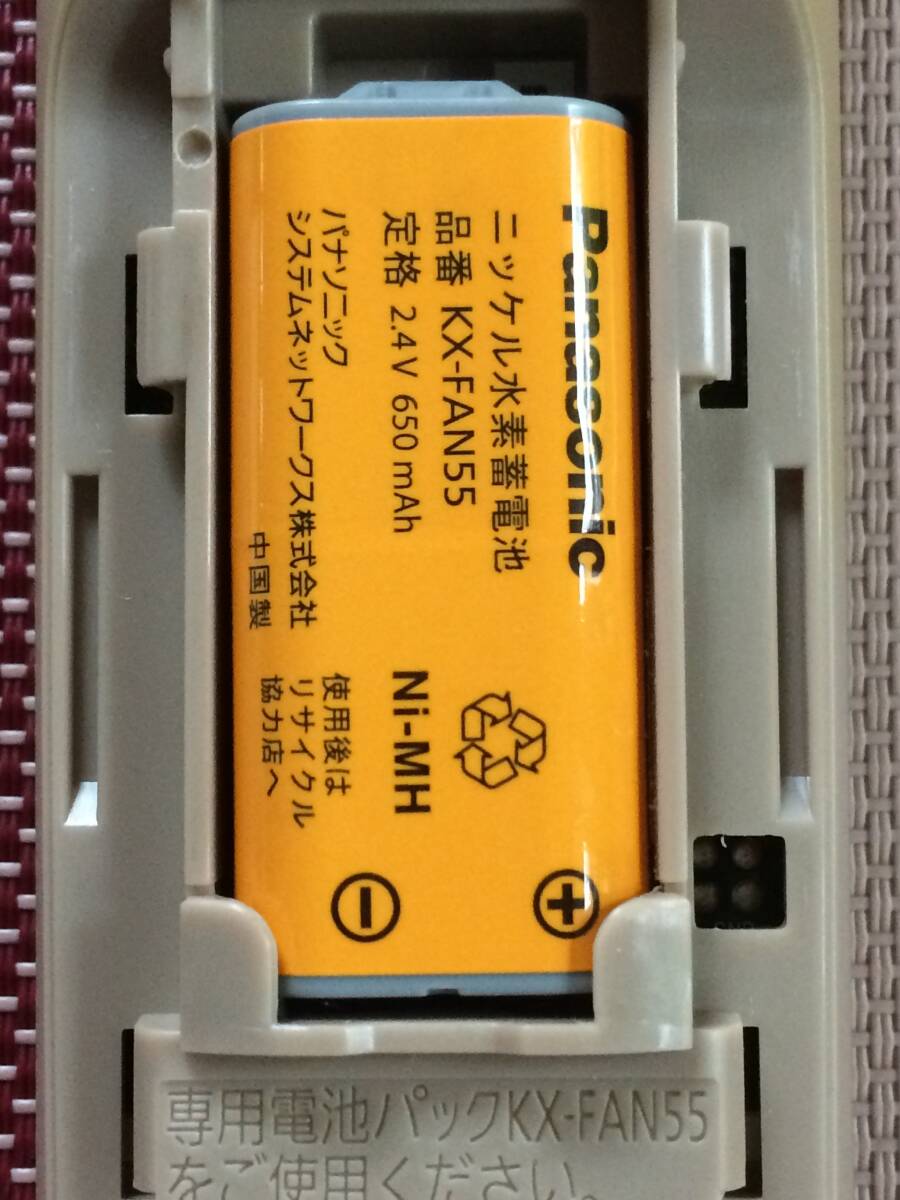 Panasonic
ニッケル水素蓄電池
品番 KX-FAN55
定格 2.4V 650mAh
パナソニック
システムネットワークス株式会社
中国製
Ni-MH
使用後は
リサイクル
協力店へ
専用電池パックKX-FAN55
をご使用ください。